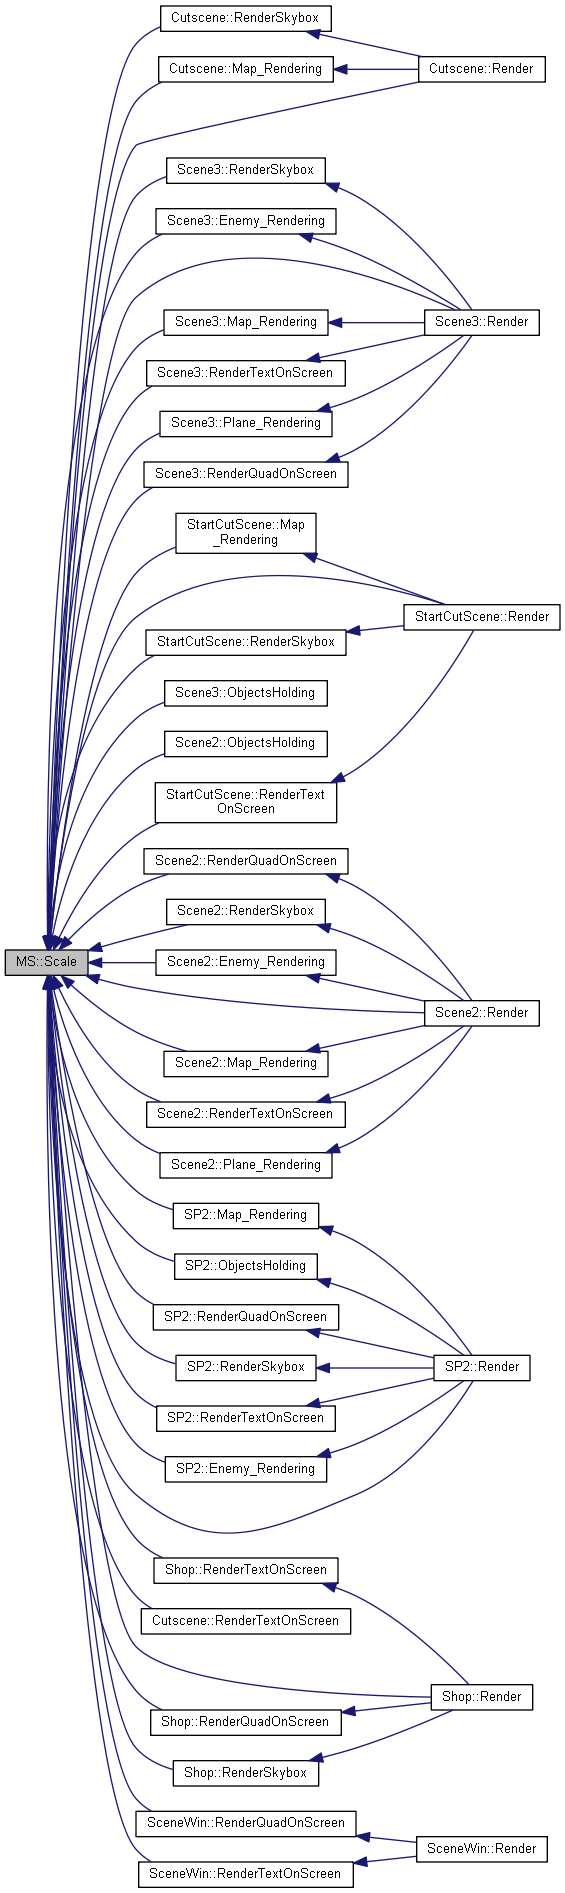 Cutscene::RenderSkybox
Cutscene::Map_Rendering
Cutscene::Render
Scene3::RenderSkybox
Scene3::Enemy_Rendering
Scene3::Map_Rendering
Scene3::Render
Scene3::RenderTextOnScreen
Scene3::Plane_Rendering
Scene3::RenderQuadOnScreen
StartCutScene::Map
_Rendering
StartCutScene::Render
StartCutScene::RenderSkybox
Scene3::ObjectsHolding
Scene2::ObjectsHolding
StartCutScene::RenderText
OnScreen
Scene2::RenderQuadOnScreen
Scene2::RenderSkybox
MS::Scale
Scene2::Enemy_Rendering
Scene2::Render
Scene2::Map_Rendering
Scene2::RenderTextOnScreen
Scene2::Plane_Rendering
SP2::Map_Rendering
SP2::ObjectsHolding
SP2::RenderQuadOnScreen
SP2::RenderSkybox
SP2::Render
SP2::RenderTextOnScreen
SP2::Enemy_Rendering
Shop::RenderTextOnScreen
Cutscene::RenderTextOnScreen
Shop::Render
Shop::RenderQuadOnScreen
Shop::RenderSkybox
SceneWin::RenderQuadOnScreen
SceneWin::Render
SceneWin::RenderTextOnScreen